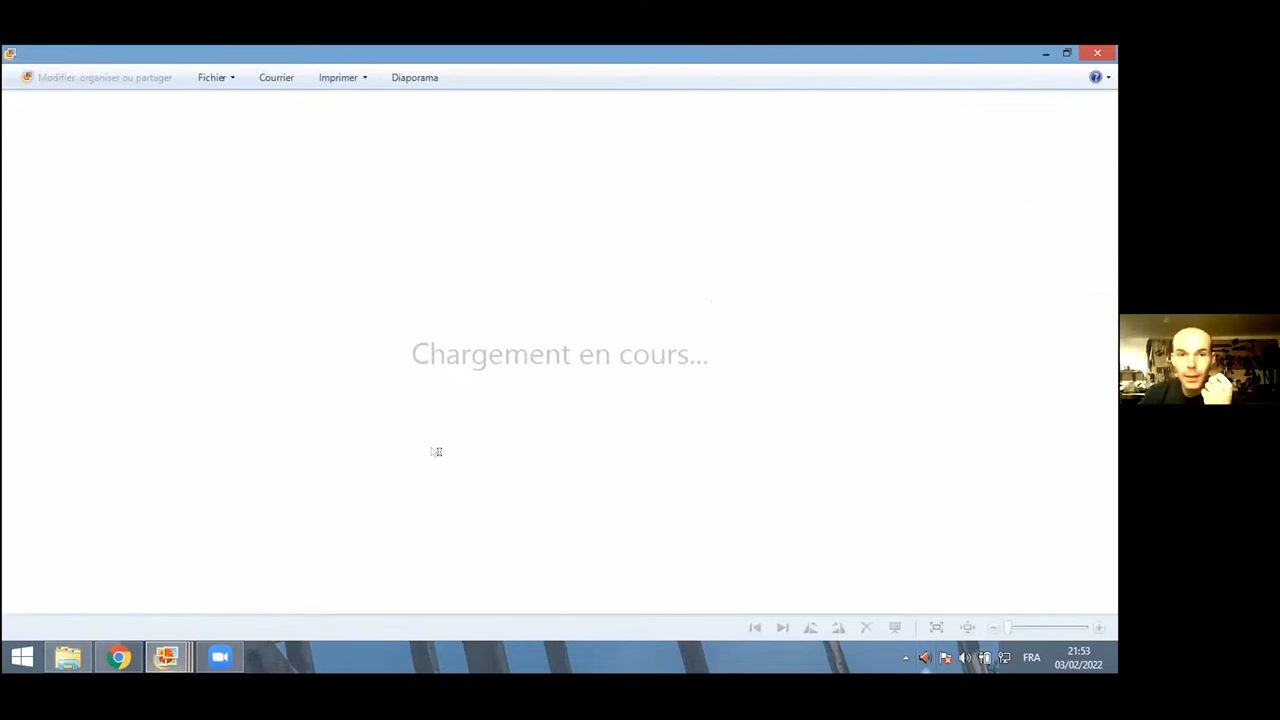 Modifier, organiser ou partager Fichier Courrier Imprimer Diaporama
Chargement en cours...
FRA
21:53
03/02/2022